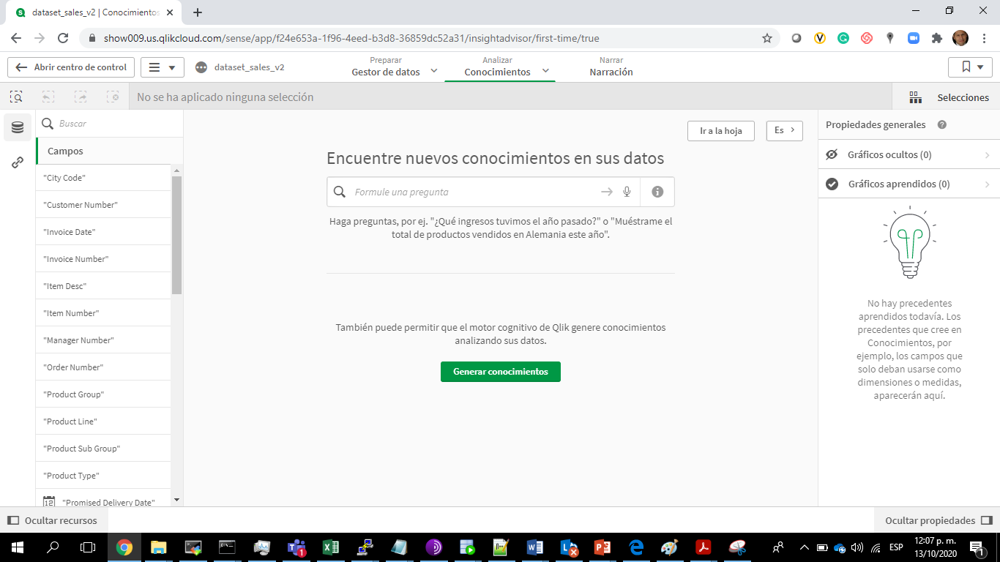 dataset_sales_v2 | Conocimientos
show009.us.qlikcloud.com/sense/app/f24e653a-1f96-4eed-b3d8-36859dc52a31/insightadvisor/first-time/true
Abrir centro de control
dataset_sales_v2
Preparar
Gestor de datos
Analizar
Conocimientos
Narrar
Narración
No se ha aplicado ninguna selección
Selecciones
Buscar
Campos
"City Code"
"Customer Number"
"Invoice Date"
"Invoice Number"
"Item Desc"
"Item Number"
"Manager Number"
"Order Number"
"Product Group"
"Product Line"
"Product Sub Group"
"Product Type"
12
"Promised Delivery Date"
Ir a la hoja
Es
Encuentre nuevos conocimientos en sus datos
Formule una pregunta
Haga preguntas, por ej. "¿Qué ingresos tuvimos el año pasado?" o "Muéstrame el
total de productos vendidos en Alemania este año".
También puede permitir que el motor cognitivo de Qlik genere conocimientos
analizando sus datos.
Generar conocimientos
Propiedades generales
Gráficos ocultos (0)
Gráficos aprendidos (0)
No hay precedentes
aprendidos todavía. Los
precedentes que cree en
Conocimientos, por
ejemplo, los campos que
solo deban usarse como
dimensiones o medidas,
aparecerán aquí.
Ocultar recursos
Ocultar propiedades
ESP
12:07 p. m.
13/10/2020